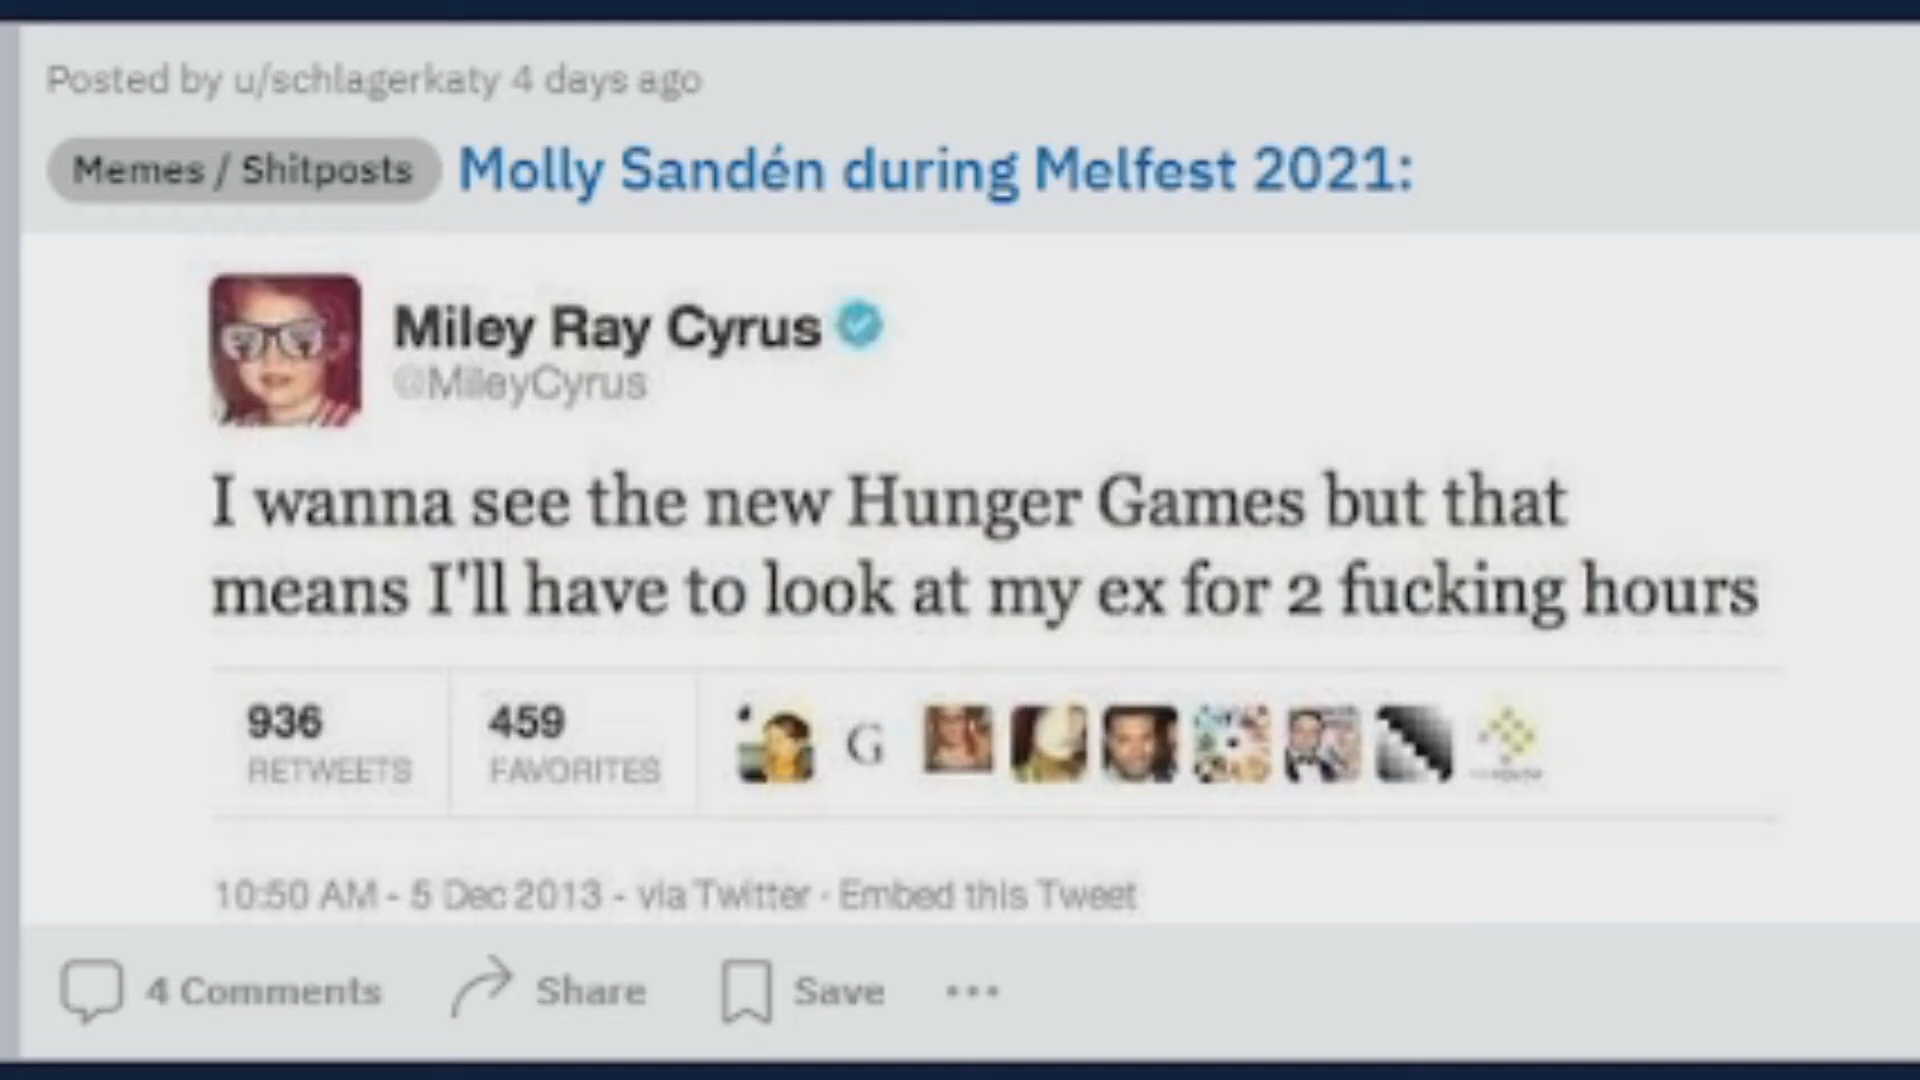 Posted by u/schlagerkaty 4 days ago
Memes / Shitposts Molly Sandén during Melfest 2021:
Miley Ray Cyrus
@MileyCyrus
I wanna see the new Hunger Games but that
means I'll have to look at my ex for 2 fucking hours
936 459 G
RETWEETS FAVORITES
10:50 AM - 5 Dec 2013 - via Twitter · Embed this Tweet
4 Comments Share Save ...